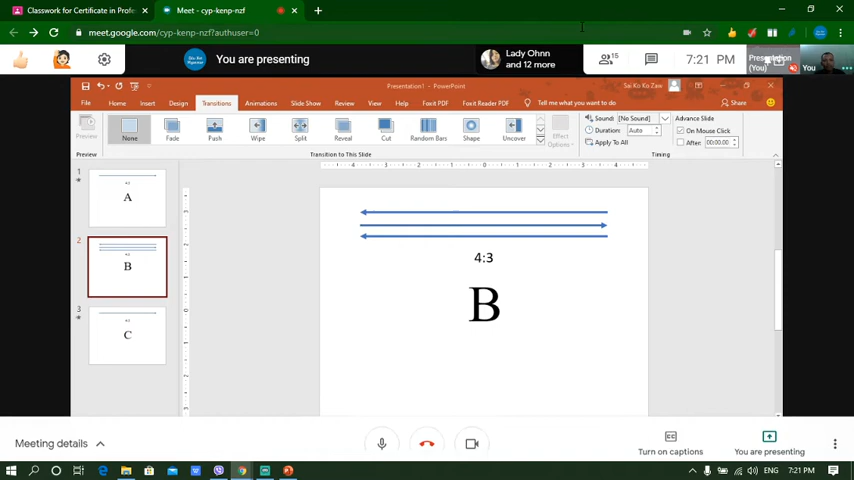 Classwork for Certificate in Profe
Meet - cyp-kenp-nzf
meet.google.com/cyp-kenp-nzf?authuser=0
You are presenting
Lady Ohnn
and 12 more
15
7:21 PM
Presentation
(You)
You
Presentation1 - PowerPoint
Sai Ko Ko Zaw
File Home Insert Design Transitions Animations Slide Show Review View Help Foxit PDF Foxit Reader PDF Tell me what you want to do Share
Preview
None Fade Push Wipe Split Reveal Cut Random Bars Shape Uncover
Effect
Options
Sound: [No Sound]
Duration: Auto
Apply To All
Advance Slide
On Mouse Click
After: 00:00.00
Preview Transition to This Slide Timing
1
A
2
B
3
C
4:3
B
Meeting details
Turn on captions
You are presenting
ENG 7:21 PM